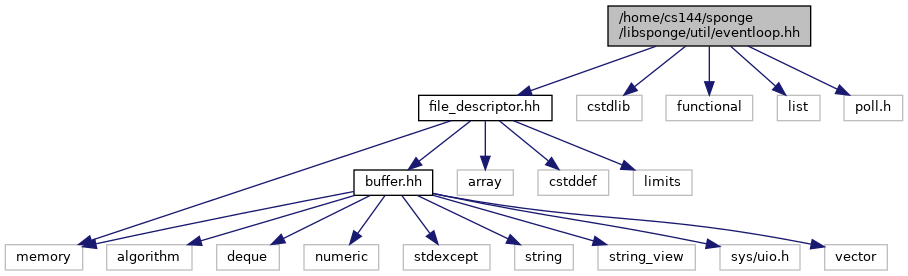 /home/cs144/sponge
/libsponge/util/eventloop.hh
file_descriptor.hh
cstdlib
functional
list
poll.h
buffer.hh
array
cstddef
limits
memory
algorithm
deque
numeric
stdexcept
string
string_view
sys/uio.h
vector